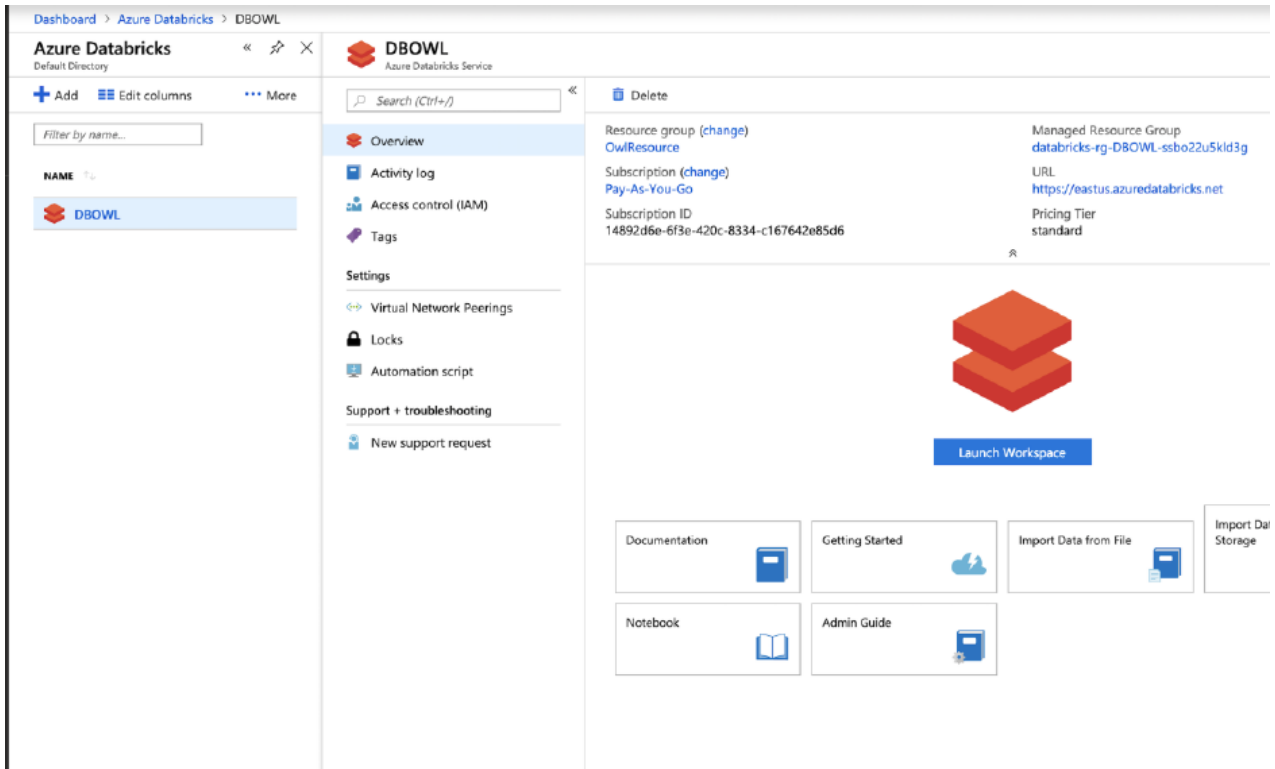 Dashboard > Azure Databricks > DBOWL
Azure Databricks
Default Directory
Add Edit columns More
Filter by name...
NAME
DBOWL
DBOWL
Azure Databricks Service
Search (Ctrl+/)
Overview
Activity log
Access control (IAM)
Tags
Settings
Virtual Network Peerings
Locks
Automation script
Support + troubleshooting
New support request
Delete
Resource group (change)
OwlResource
Subscription (change)
Pay-As-You-Go
Subscription ID
14892d6e-6f3e-420c-8334-c167642e85d6
Managed Resource Group
databricks-rg-DBOWL-ssbo22u5kld3g
URL
https://eastus.azuredatabricks.net
Pricing Tier
standard
Launch Workspace
Documentation
Getting Started
Import Data from File
Import Dat
Storage
Notebook
Admin Guide